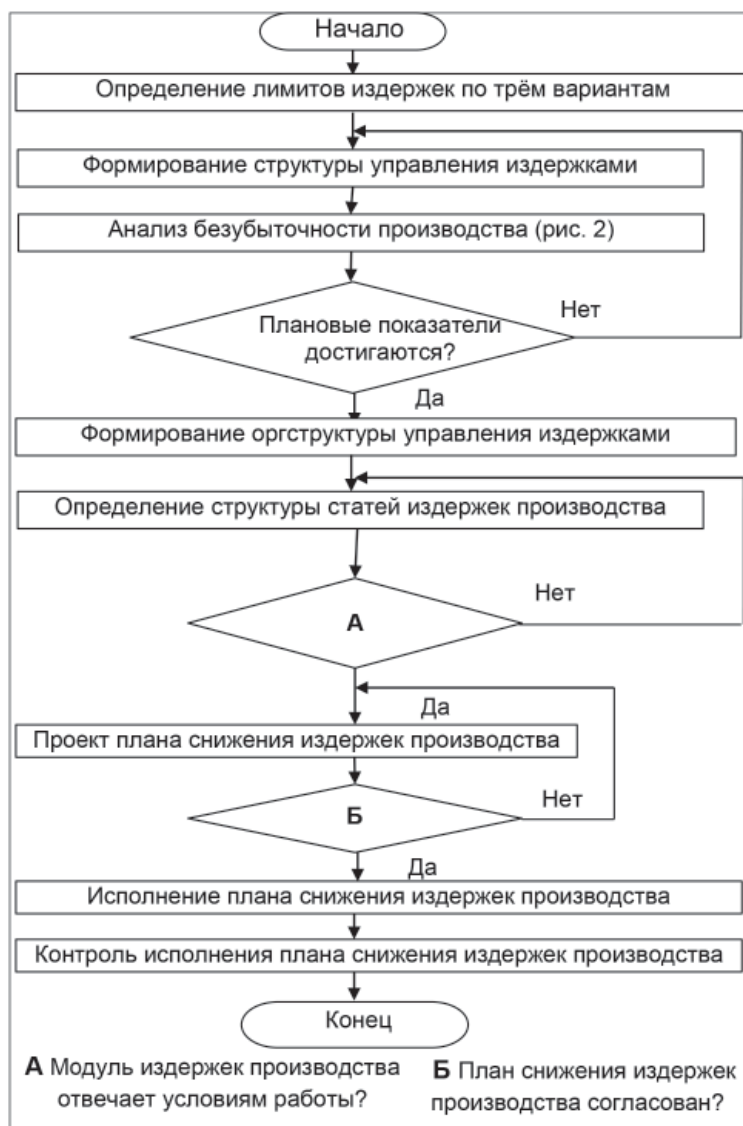 Начало
Определение лимитов издержек по трём вариантам
Формирование структуры управления издержками
Анализ безубыточности производства (рис. 2)
Нет
Плановые показатели
достигаются?
Да
Формирование оргструктуры управления издержками
Определение структуры статей издержек производства
Нет
А
Да
Проект плана снижения издержек производства
Нет
Б
Да
Исполнение плана снижения издержек производства
Контроль исполнения плана снижения издержек производства
Конец
А Модуль издержек производства
отвечает условиям работы?
Б План снижения издержек
производства согласован?